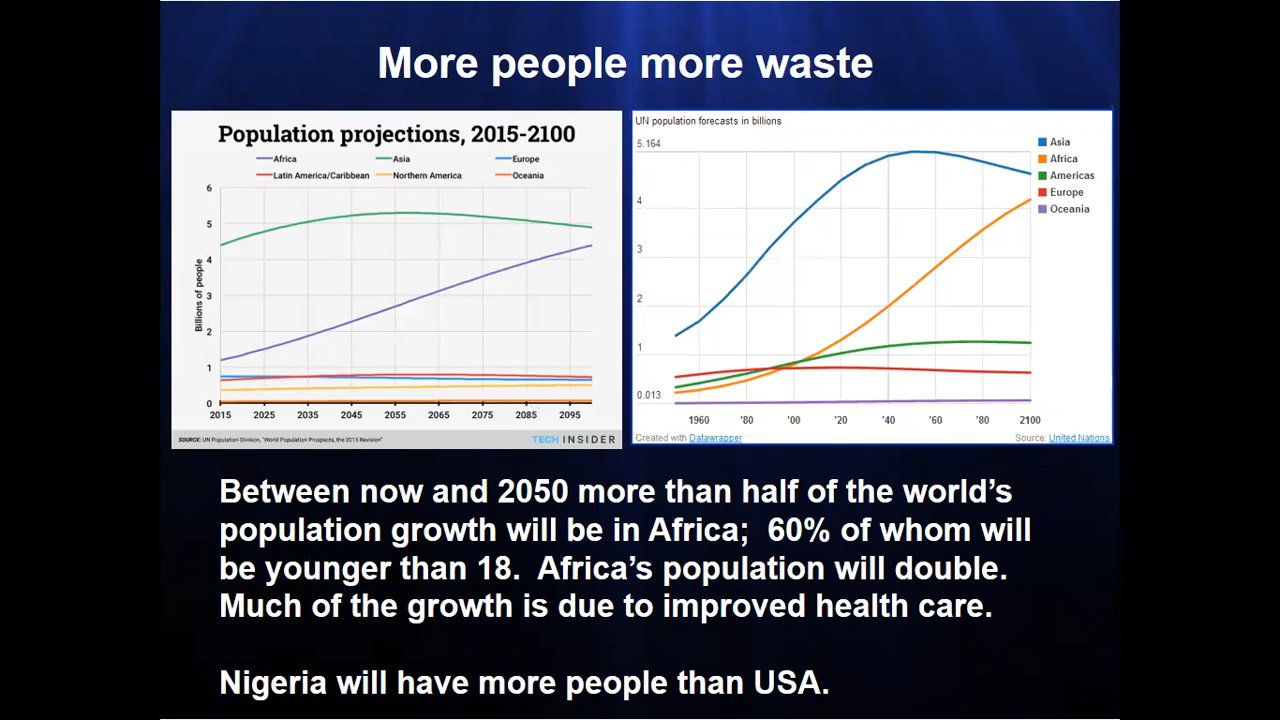 More people more waste
Population projections, 2015-2100
Africa Asia Europe
Latin America/Caribbean Northern America Oceania
6
5
4
3
2
1
0
Billions of people
2015 2025 2035 2045 2055 2065 2075 2085 2095
SOURCE: UN Population Division, "World Population Prospects, the 2015 Revision"
TECH INSIDER
UN population forecasts in billions
5.164
4
3
2
1
0.013
1960 '80 '00 '20 '40 '60 '80 2100
Asia
Africa
Americas
Europe
Oceania
Created with Datawrapper
Source: United Nations
Between now and 2050 more than half of the world's
population growth will be in Africa; 60% of whom will
be younger than 18. Africa's population will double.
Much of the growth is due to improved health care.
Nigeria will have more people than USA.